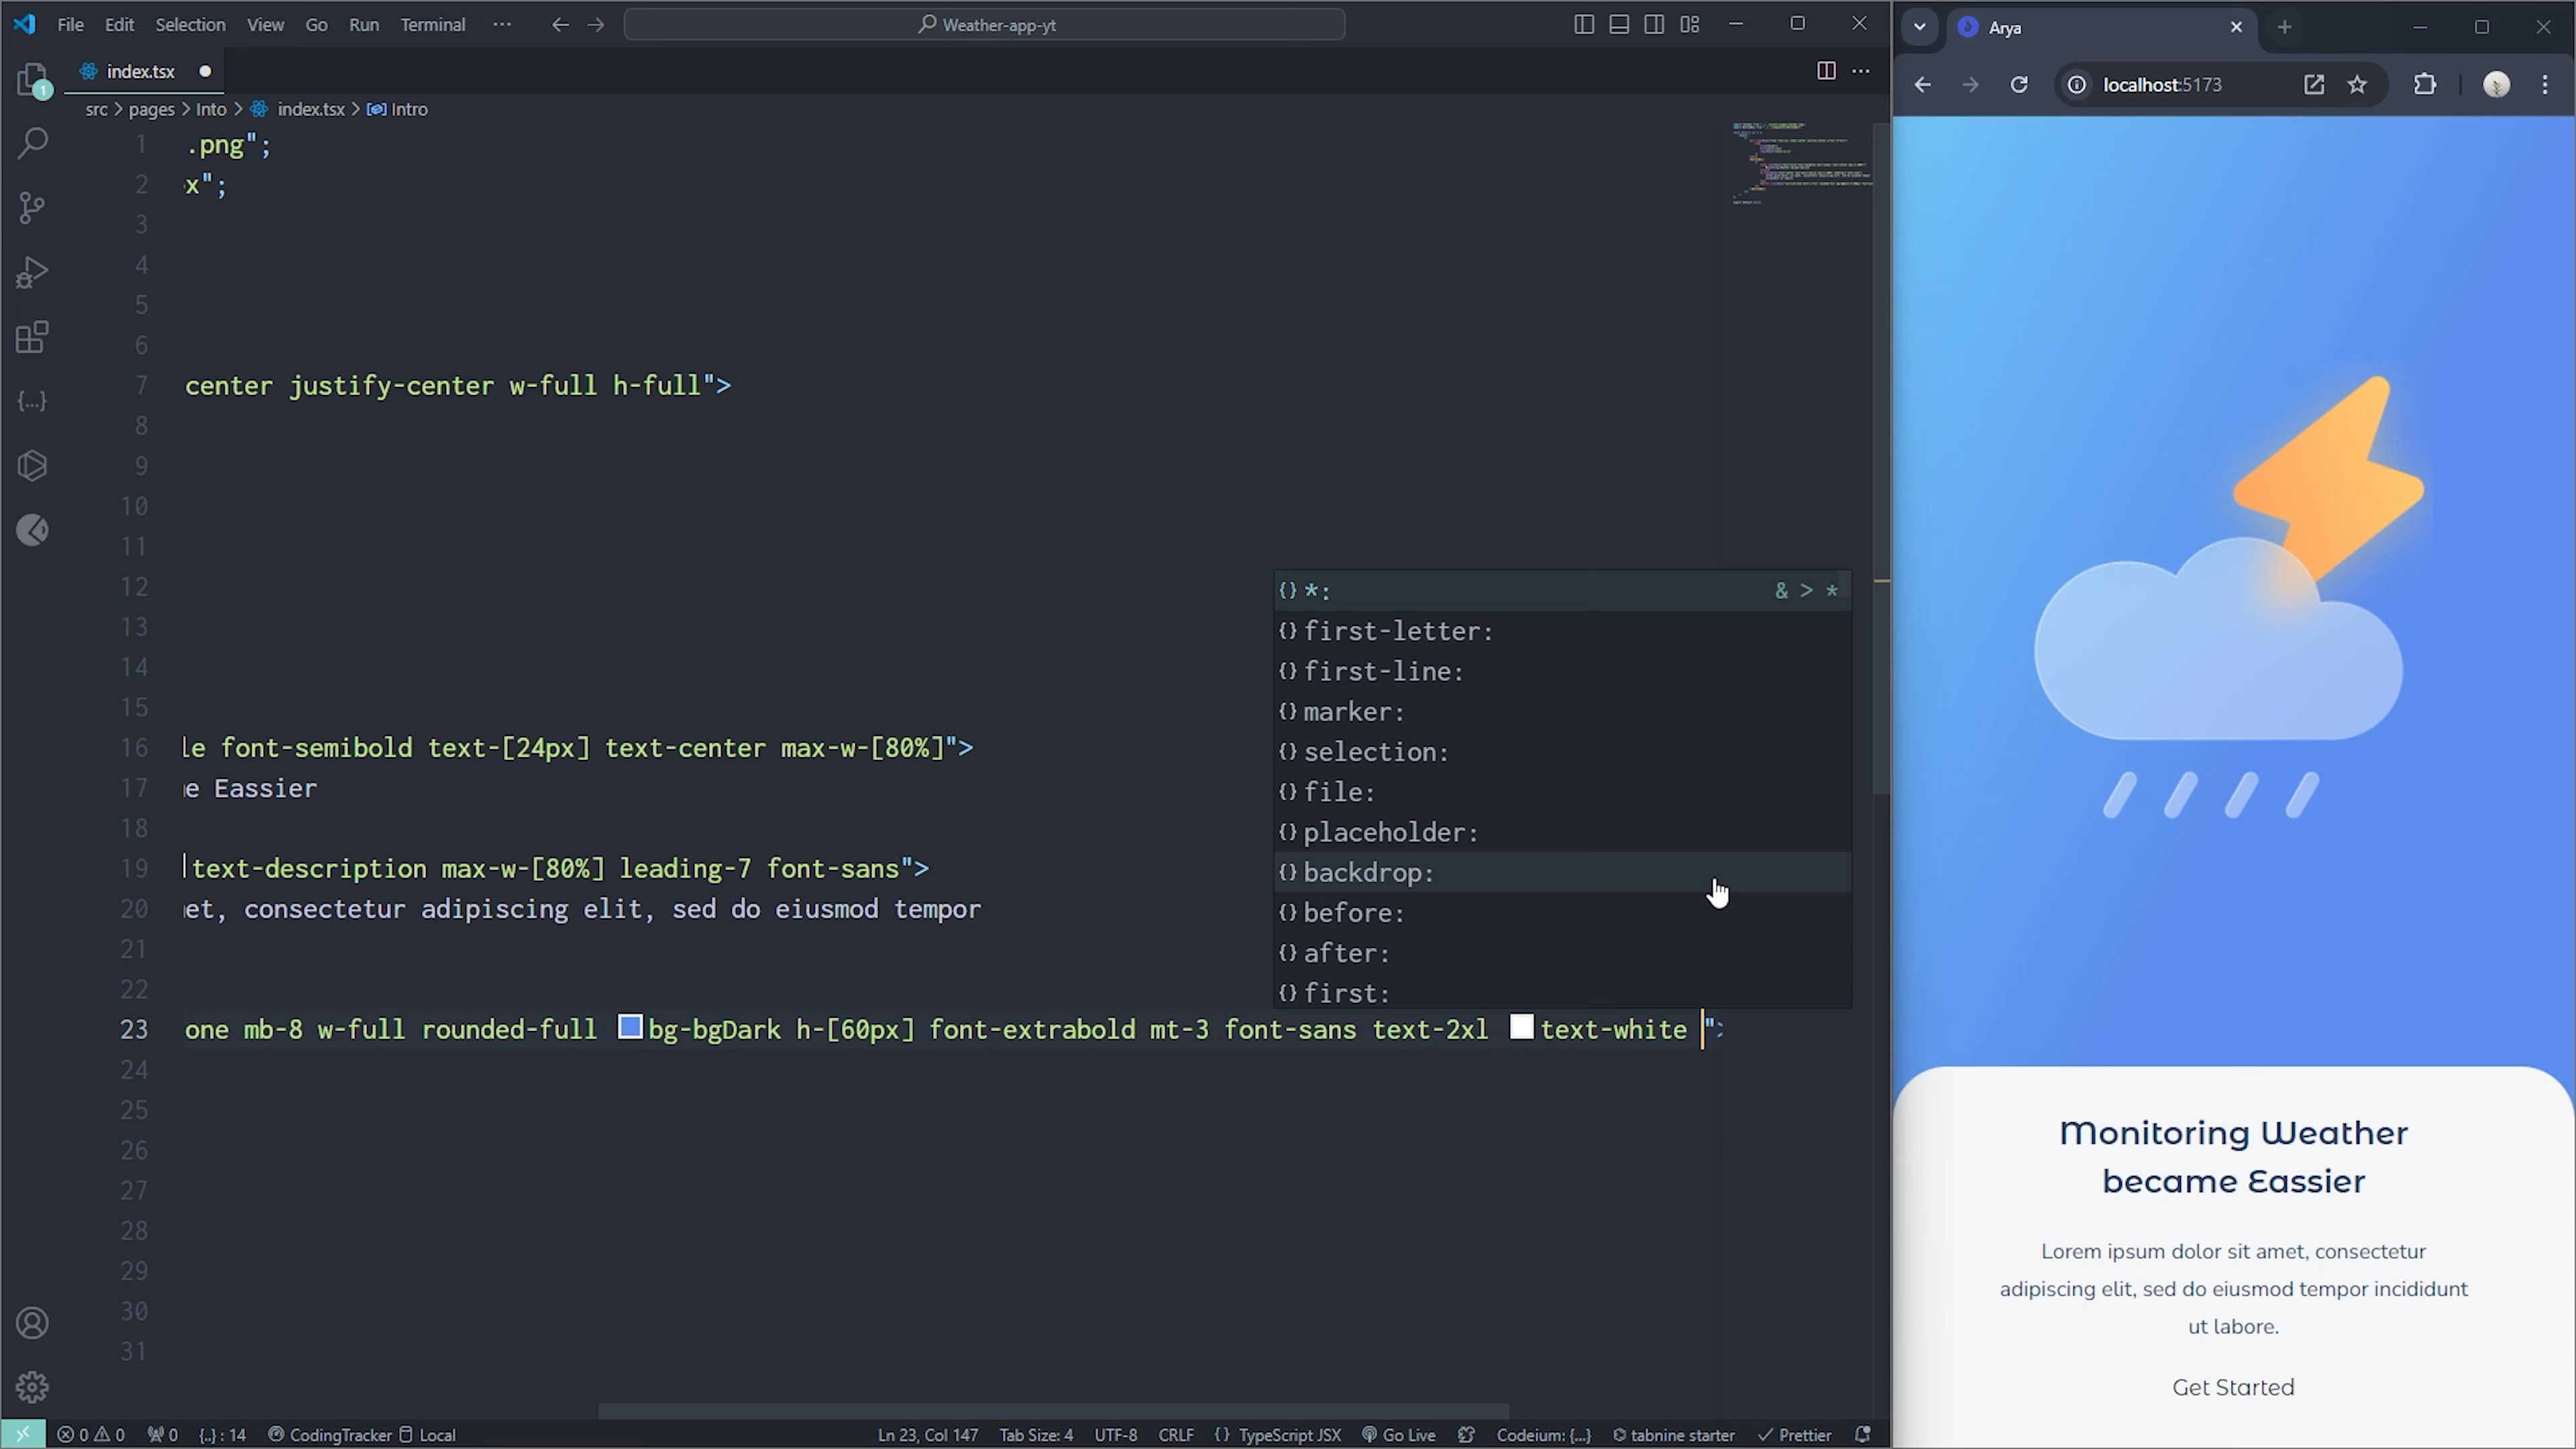 File Edit Selection View Go Run Terminal ··· Weather-app-yt
index.tsx
src > pages > Into > index.tsx > Intro
1 .png";
2 x";
3
4
5
6
7 center justify-center w-full h-full">
8
9
10
11
12
13
14
15
16 le font-semibold text-[24px] text-center max-w-[80%]">
17 e Eassier
18
19 text-description max-w-[80%] leading-7 font-sans">
20 et, consectetur adipiscing elit, sed do eiusmod tempor
21
22
23 one mb-8 w-full rounded-full bg-bgDark h-[60px] font-extrabold mt-3 font-sans text-2xl text-white ">
24
25
26
27
28
29
30
31
{} *: & > *
{} first-letter:
{} first-line:
{} marker:
{} selection:
{} file:
{} placeholder:
{} backdrop:
{} before:
{} after:
{} first:
1
{...}
0 0 0 {..} : 14 CodingTracker Local Ln 23, Col 147 Tab Size: 4 UTF-8 CRLF {} TypeScript JSX Go Live Codeium: {...} tabnine starter Prettier
Arya
localhost:5173
Monitoring Weather
became Eassier
Lorem ipsum dolor sit amet, consectetur
adipiscing elit, sed do eiusmod tempor incididunt
ut labore.
Get Started